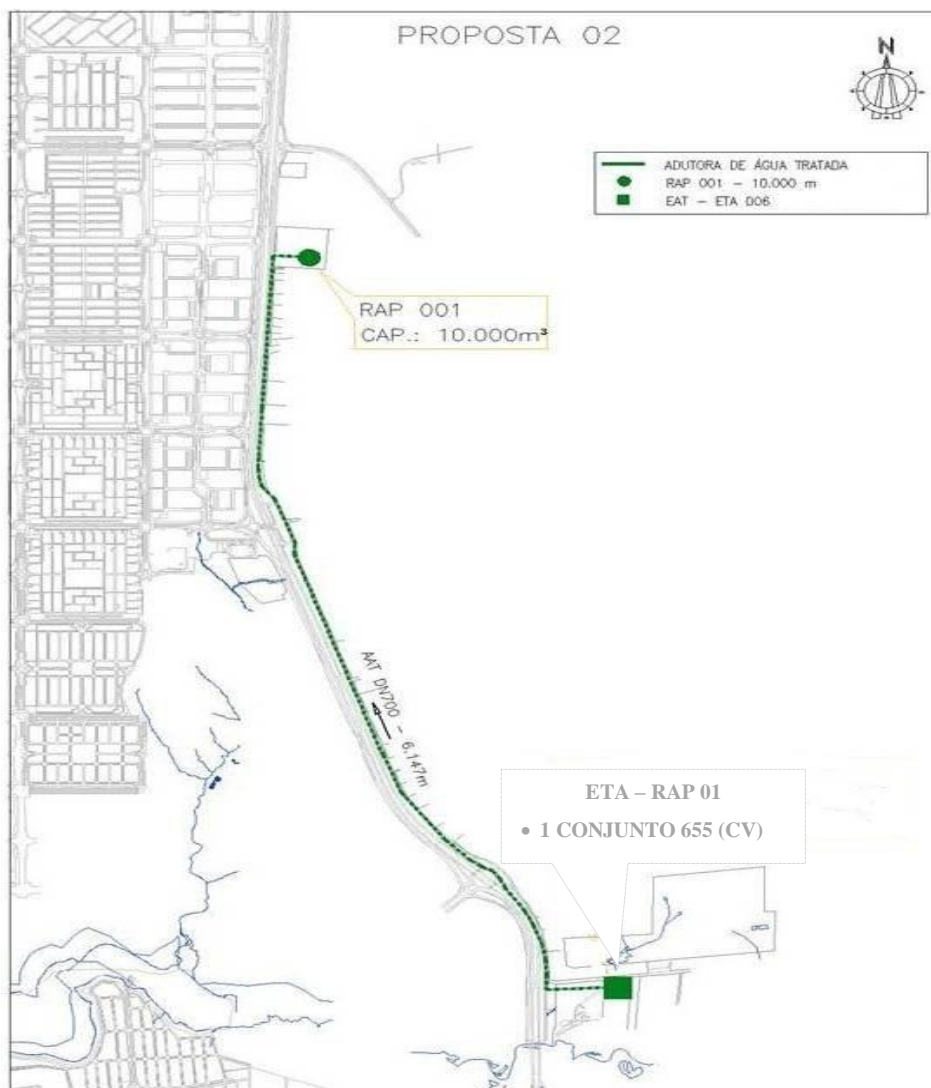 PROPOSTA 02
N
ADUTORA DE ÁGUA TRATADA
RAP 001 - 10.000 m
EAT - ETA 006
RAP 001
CAP.: 10.000m³
AAT DN700 - 6.147m
ETA – RAP 01
• 1 CONJUNTO 655 (CV)